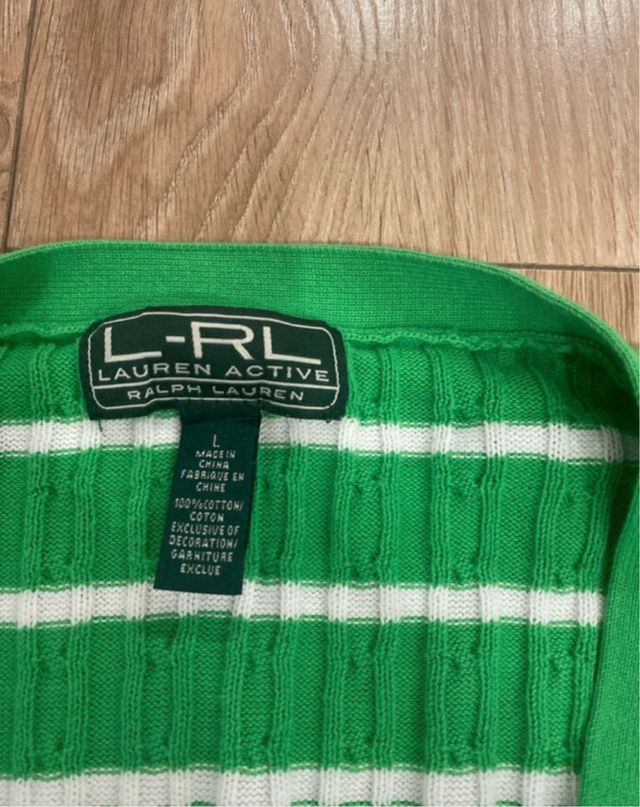 L-RL
LAUREN ACTIVE
RALPH LAUREN
L
MADE IN
CHINA
FABRIQUE EN
CHINE
100%COTTON/
COTON
EXCLUSIVE OF
DECORATION/
GARNITURE
EXCLUE